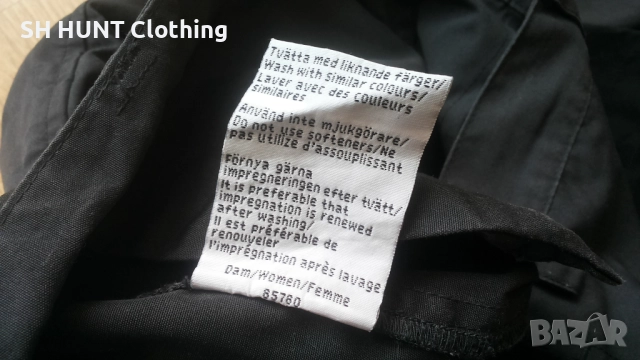 SH HUNT Clothing
Tvätta med liknande färger/
Wash with similar colours/
Laver avec des couleurs
similaires
Använd inte mjukgörare/
Do not use softeners/Ne
pas utilize d'assouplissant
Förnya gärna
impregneringen efter tvätt/
It is preferable that
impregnation is renewed
after washing/
Il est préférable de
renouveler
l'imprégnation après lavage
Dam/Women/Femme
85760
BAZAR